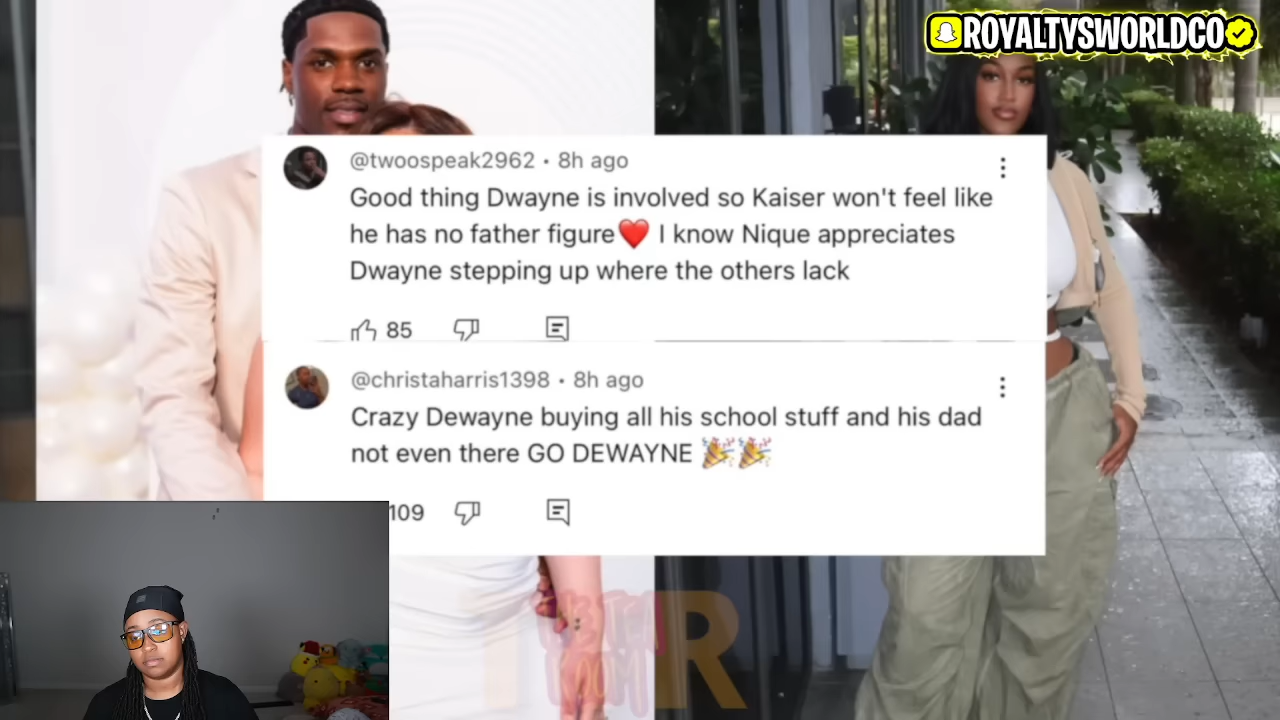 ROYALTYSWORLDCO
@twoospeak2962 • 8h ago
Good thing Dwayne is involved so Kaiser won't feel like
he has no father figure❤️ I know Nique appreciates
Dwayne stepping up where the others lack
85
@christaharris1398 • 8h ago
Crazy Dewayne buying all his school stuff and his dad
not even there GO DEWAYNE 🎉🎉
109
R